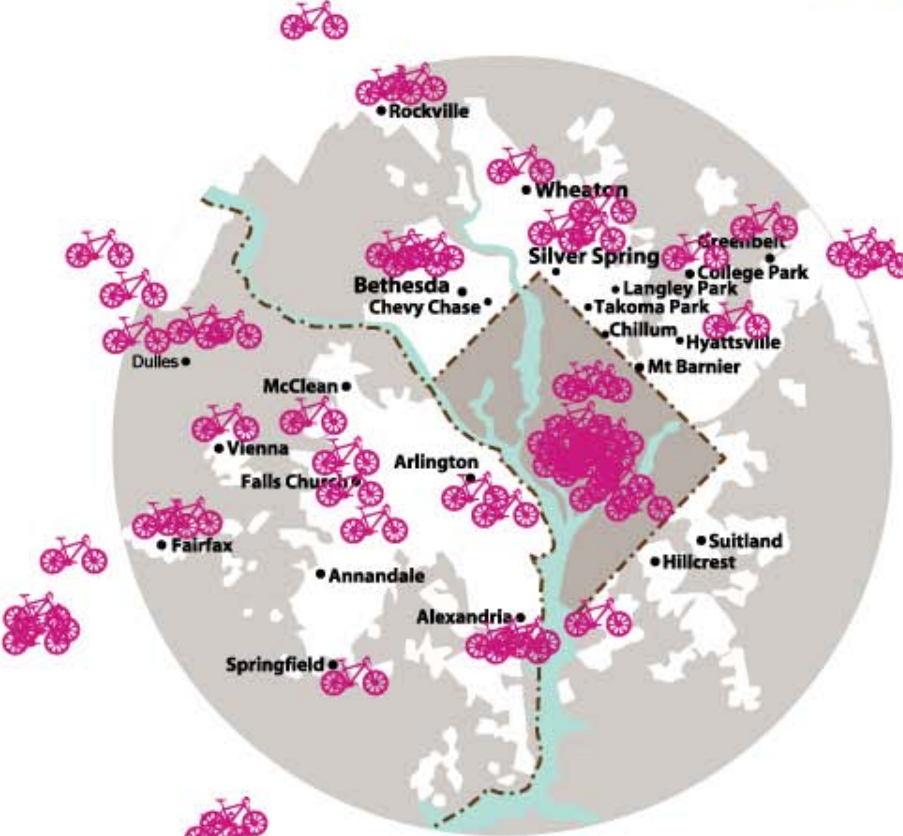 Rockville
Wheaton
Silver Spring
Greenbelt
College Park
Bethesda
Langley Park
Chevy Chase
Takoma Park
Chillum
Hyattsville
Mt Barnier
Dulles
McClean
Vienna
Arlington
Falls Church
Fairfax
Suitland
Hillcrest
Annandale
Alexandria
Springfield